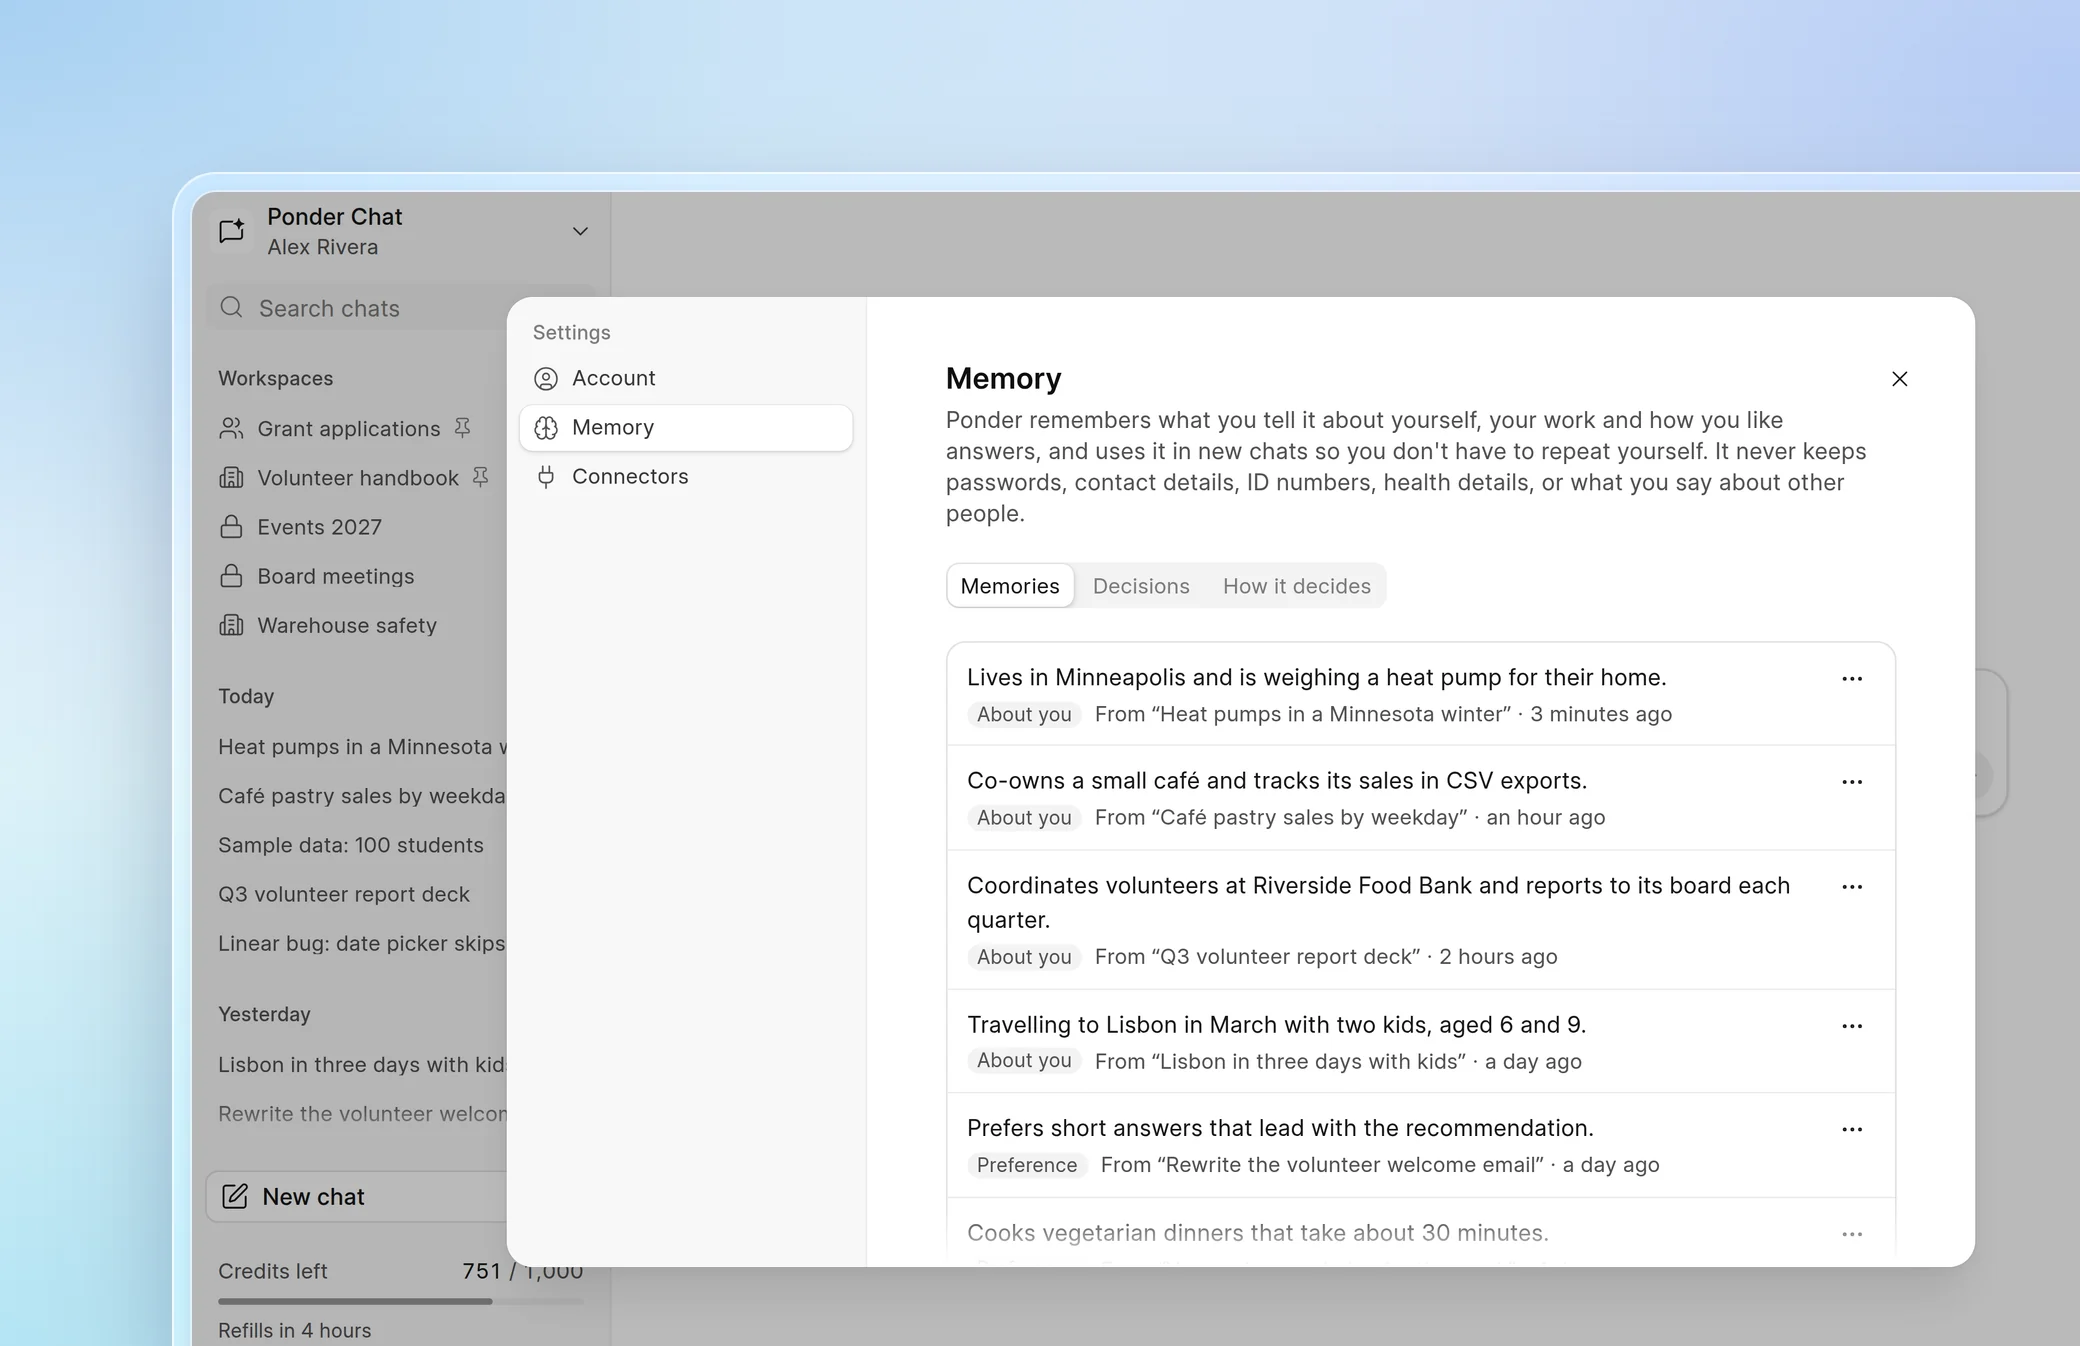 Ponder Chat
Alex Rivera
Search chats
Workspaces
Grant applications
Volunteer handbook
Events 2027
Board meetings
Warehouse safety
Today
Heat pumps in a Minnesota
Café pastry sales by weekda
Sample data: 100 students
Q3 volunteer report deck
Linear bug: date picker skips
Yesterday
Lisbon in three days with kid
Rewrite the volunteer welcom
New chat
Credits left 751 / 1,000
Refills in 4 hours
Settings
Account
Memory
Connectors
Memory
Ponder remembers what you tell it about yourself, your work and how you like
answers, and uses it in new chats so you don't have to repeat yourself. It never keeps
passwords, contact details, ID numbers, health details, or what you say about other
people.
Memories Decisions How it decides
Lives in Minneapolis and is weighing a heat pump for their home.
About you From “Heat pumps in a Minnesota winter” · 3 minutes ago
Co-owns a small café and tracks its sales in CSV exports.
About you From “Café pastry sales by weekday” · an hour ago
Coordinates volunteers at Riverside Food Bank and reports to its board each
quarter.
About you From “Q3 volunteer report deck” · 2 hours ago
Travelling to Lisbon in March with two kids, aged 6 and 9.
About you From “Lisbon in three days with kids” · a day ago
Prefers short answers that lead with the recommendation.
Preference From “Rewrite the volunteer welcome email” · a day ago
Cooks vegetarian dinners that take about 30 minutes.